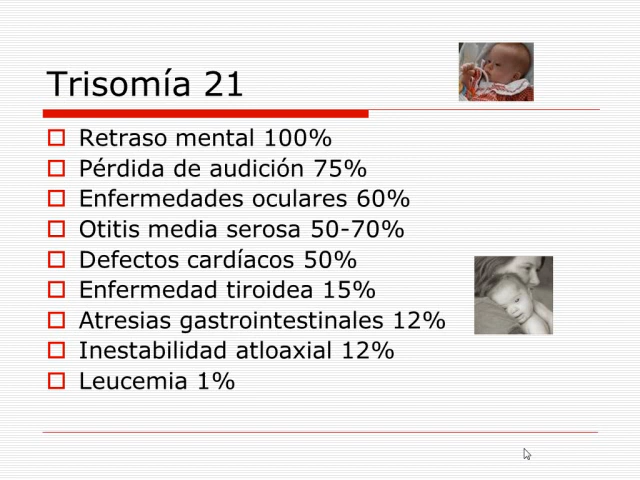 Trisomía 21
Retraso mental 100%
Pérdida de audición 75%
Enfermedades oculares 60%
Otitis media serosa 50-70%
Defectos cardíacos 50%
Enfermedad tiroidea 15%
Atresias gastrointestinales 12%
Inestabilidad atloaxial 12%
Leucemia 1%